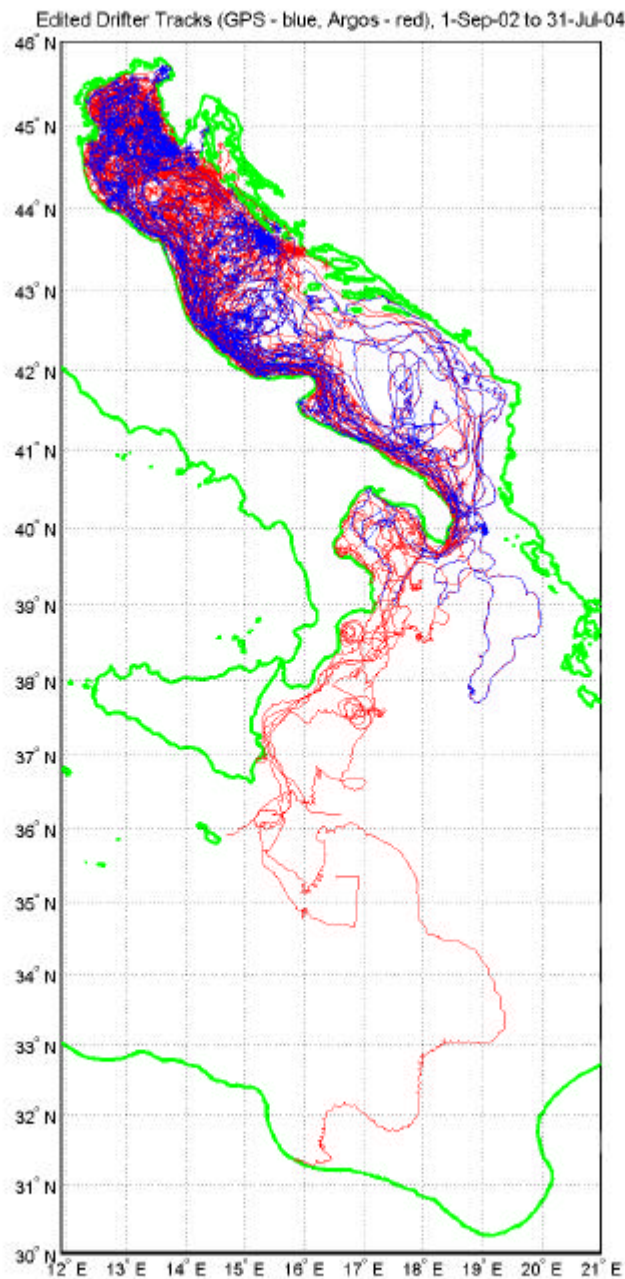 Edited Drifter Tracks (GPS - blue, Argos - red), 1-Sep-02 to 31-Jul-04
46° N
45° N
44° N
43° N
42° N
41° N
40° N
39° N
38° N
37° N
36° N
35° N
34° N
33° N
32° N
31° N
30° N
12° E 13° E 14° E 15° E 16° E 17° E 18° E 19° E 20° E 21° E